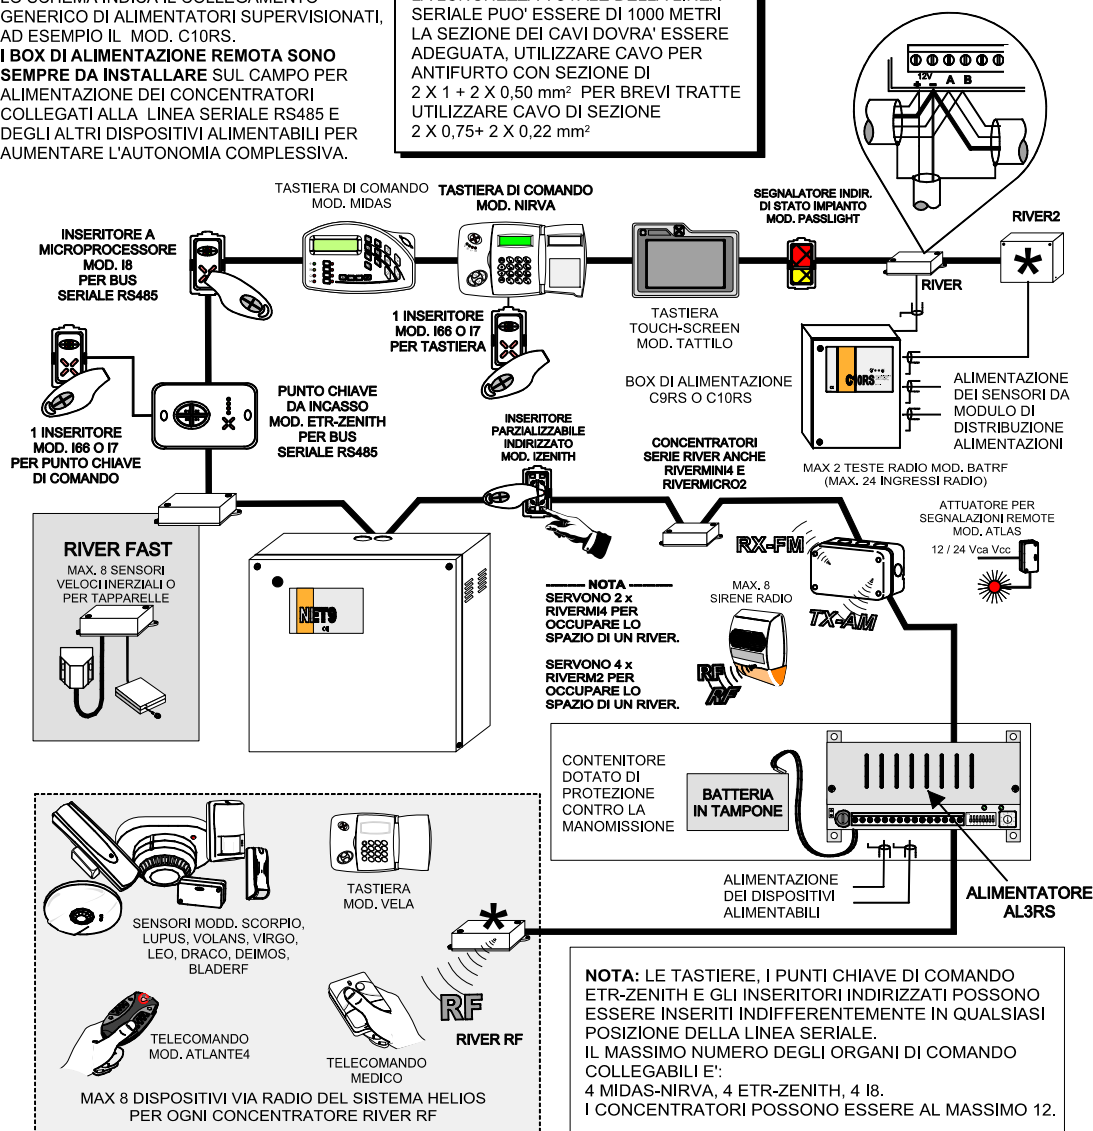 LO SCHEMA INDICA IL COLLEGAMENTO
GENERICO DI ALIMENTATORI SUPERVISIONATI,
AD ESEMPIO IL MOD. C10RS.
I BOX DI ALIMENTAZIONE REMOTA SONO
SEMPRE DA INSTALLARE SUL CAMPO PER
ALIMENTAZIONE DEI CONCENTRATORI
COLLEGATI ALLA LINEA SERIALE RS485 E
DEGLI ALTRI DISPOSITIVI ALIMENTABILI PER
AUMENTARE L'AUTONOMIA COMPLESSIVA.
SERIALE PUO' ESSERE DI 1000 METRI
LA SEZIONE DEI CAVI DOVRA' ESSERE
ADEGUATA, UTILIZZARE CAVO PER
ANTIFURTO CON SEZIONE DI
2 X 1 + 2 X 0,50 mm² PER BREVI TRATTE
UTILIZZARE CAVO DI SEZIONE
2 X 0,75+ 2 X 0,22 mm²
12V A B
+ -
TASTIERA DI COMANDO
MOD. MIDAS
TASTIERA DI COMANDO
MOD. NIRVA
SEGNALATORE INDIR.
DI STATO IMPIANTO
MOD. PASSLIGHT
RIVER2
*
RIVER
INSERITORE A
MICROPROCESSORE
MOD. I8
PER BUS
SERIALE RS485
1 INSERITORE
MOD. I66 O I7
PER TASTIERA
TASTIERA
TOUCH-SCREEN
MOD. TATTILO
BOX DI ALIMENTAZIONE
C9RS O C10RS
C10RS
ALIMENTAZIONE
DEI SENSORI DA
MODULO DI
DISTRIBUZIONE
ALIMENTAZIONI
1 INSERITORE
MOD. I66 O I7
PER PUNTO CHIAVE
DI COMANDO
PUNTO CHIAVE
DA INCASSO
MOD. ETR-ZENITH
PER BUS
SERIALE RS485
INSERITORE
PARZIALIZZABILE
INDIRIZZATO
MOD. IZENITH
CONCENTRATORI
SERIE RIVER ANCHE
RIVERMINI4 E
RIVERMICRO2
MAX 2 TESTE RADIO MOD. BATRF
(MAX. 24 INGRESSI RADIO)
ATTUATORE PER
SEGNALAZIONI REMOTE
MOD. ATLAS
12 / 24 Vca Vcc
RIVER FAST
MAX. 8 SENSORI
VELOCI INERZIALI O
PER TAPPARELLE
NET9
RX-FM
TX-AM
NOTA
SERVONO 2 x
RIVERMI4 PER
OCCUPARE LO
SPAZIO DI UN RIVER.
SERVONO 4 x
RIVERM2 PER
OCCUPARE LO
SPAZIO DI UN RIVER.
MAX. 8
SIRENE RADIO
RF
RF
CONTENITORE
DOTATO DI
PROTEZIONE
CONTRO LA
MANOMISSIONE
BATTERIA
IN TAMPONE
ALIMENTAZIONE
DEI DISPOSITIVI
ALIMENTABILI
ALIMENTATORE
AL3RS
SENSORI MODD. SCORPIO,
LUPUS, VOLANS, VIRGO,
LEO, DRACO, DEIMOS,
BLADERF
TASTIERA
MOD. VELA
*
RF
RIVER RF
TELECOMANDO
MOD. ATLANTE4
TELECOMANDO
MEDICO
MAX 8 DISPOSITIVI VIA RADIO DEL SISTEMA HELIOS
PER OGNI CONCENTRATORE RIVER RF
NOTA: LE TASTIERE, I PUNTI CHIAVE DI COMANDO
ETR-ZENITH E GLI INSERITORI INDIRIZZATI POSSONO
ESSERE INSERITI INDIFFERENTEMENTE IN QUALSIASI
POSIZIONE DELLA LINEA SERIALE.
IL MASSIMO NUMERO DEGLI ORGANI DI COMANDO
COLLEGABILI E':
4 MIDAS-NIRVA, 4 ETR-ZENITH, 4 I8.
I CONCENTRATORI POSSONO ESSERE AL MASSIMO 12.